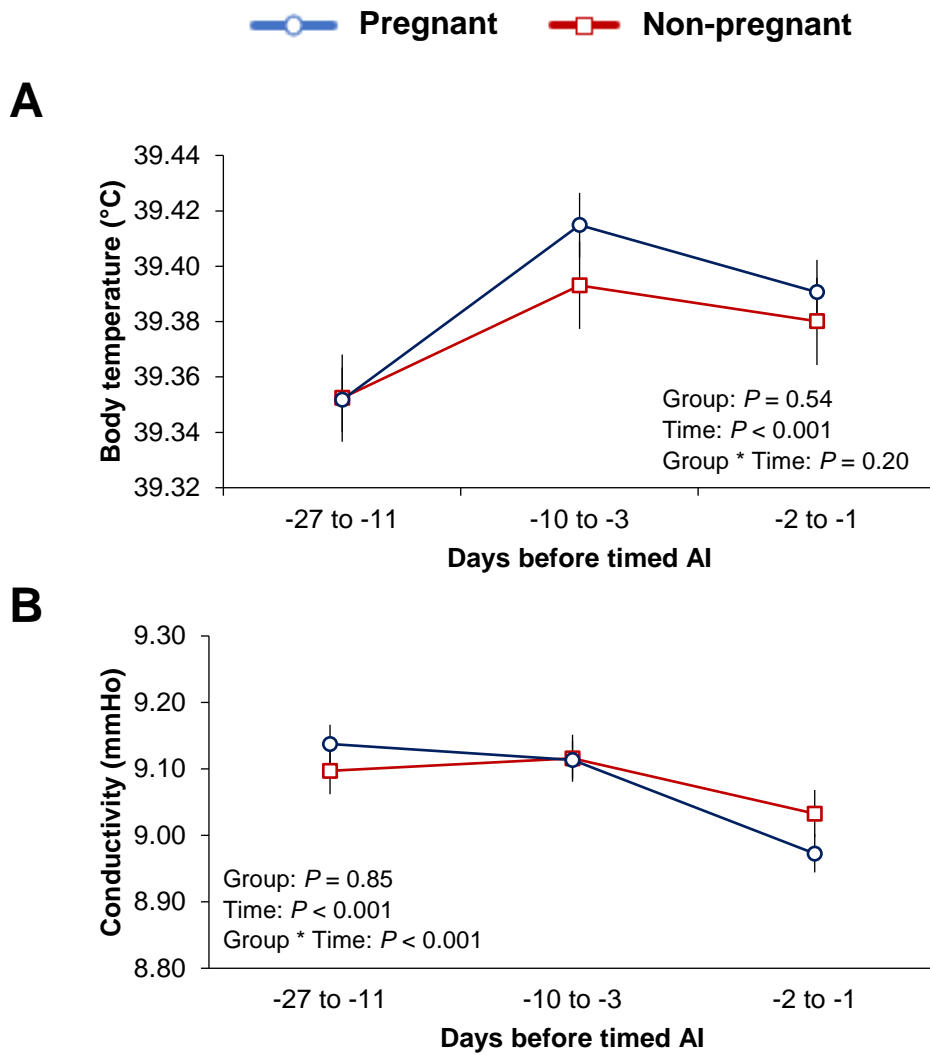 Pregnant Non-pregnant
A
Body temperature (°C)
39.44
39.42
39.40
39.38
39.36
39.34
39.32
Group: P = 0.54
Time: P < 0.001
Group * Time: P = 0.20
-27 to -11 -10 to -3 -2 to -1
Days before timed AI
B
Conductivity (mmHo)
9.30
9.20
9.10
9.00
8.90
8.80
Group: P = 0.85
Time: P < 0.001
Group * Time: P < 0.001
-27 to -11 -10 to -3 -2 to -1
Days before timed AI